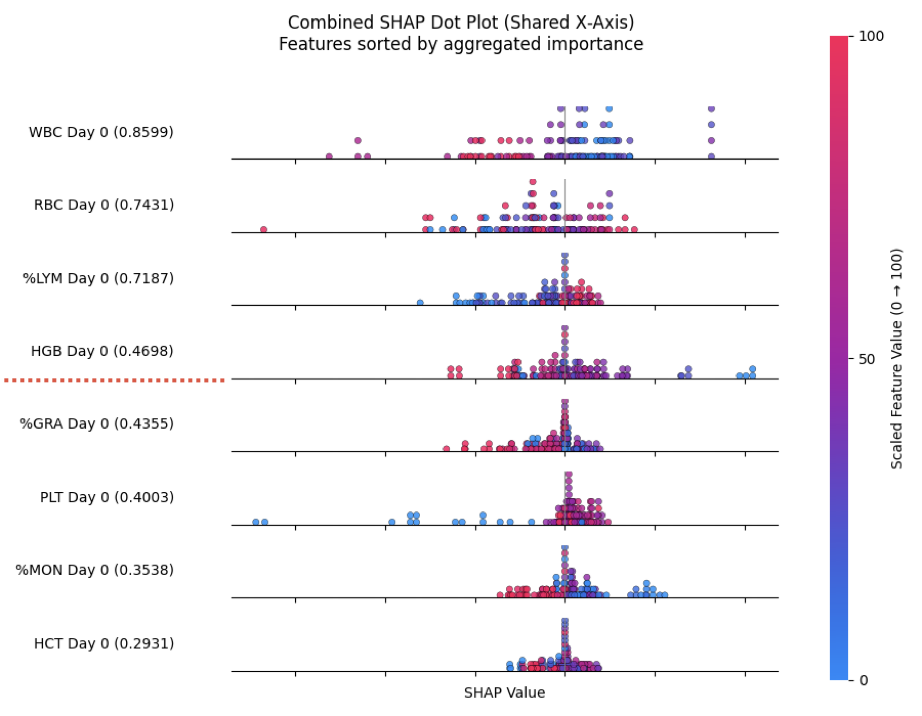 Combined SHAP Dot Plot (Shared X-Axis)
Features sorted by aggregated importance
WBC Day 0 (0.8599)
RBC Day 0 (0.7431)
%LYM Day 0 (0.7187)
HGB Day 0 (0.4698)
%GRA Day 0 (0.4355)
PLT Day 0 (0.4003)
%MON Day 0 (0.3538)
HCT Day 0 (0.2931)
SHAP Value
100
50
0
Scaled Feature Value (0 → 100)